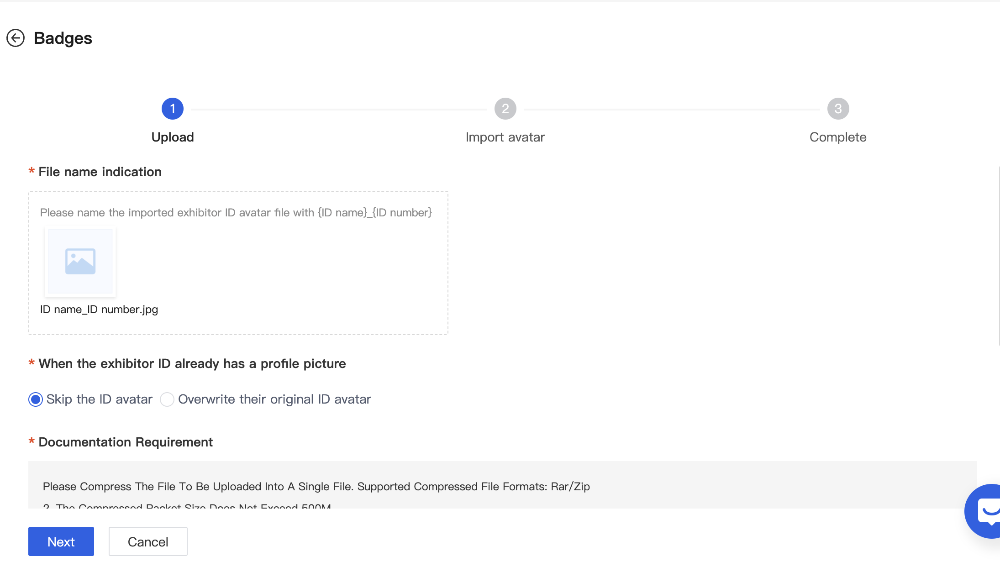 Badges
1
2
3
Upload
Import avatar
Complete
* File name indication
Please name the imported exhibitor ID avatar file with {ID name}_{ID number}
ID name_ID number.jpg
* When the exhibitor ID already has a profile picture
Skip the ID avatar
Overwrite their original ID avatar
* Documentation Requirement
Please Compress The File To Be Uploaded Into A Single File. Supported Compressed File Formats: Rar/Zip
2. The Compressed Packet Size Does Not Exceed 500M
Next
Cancel